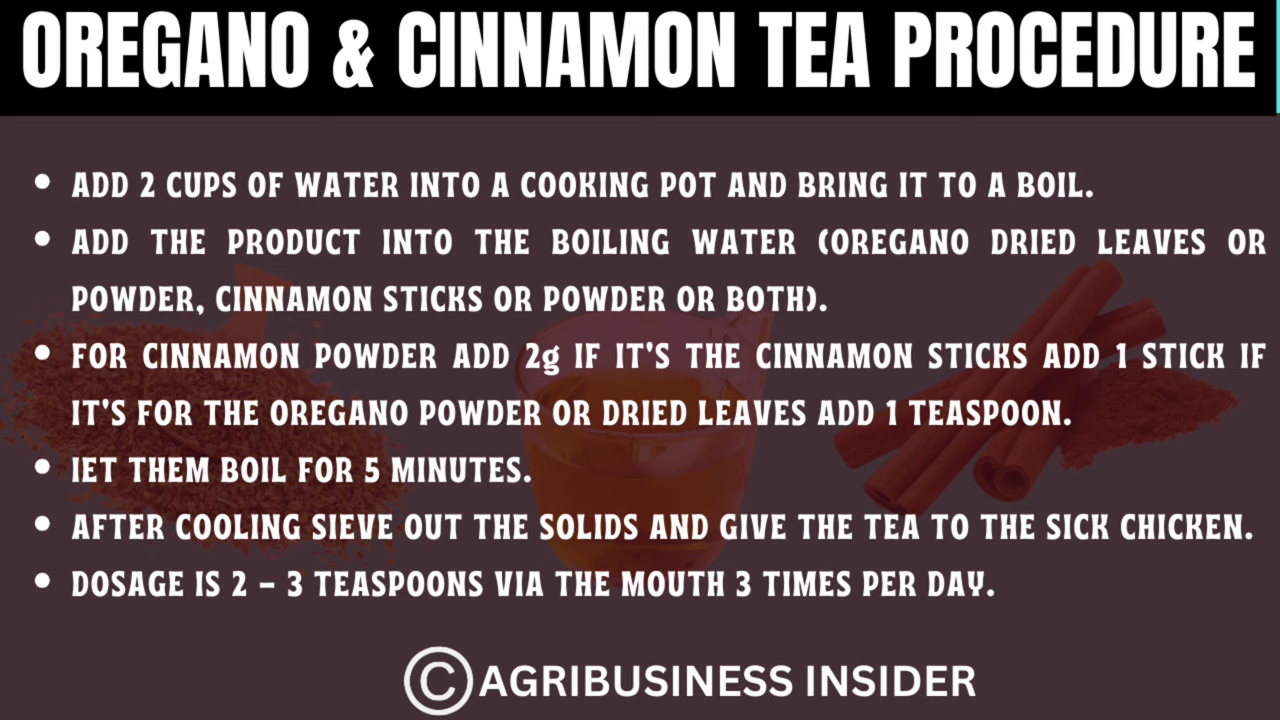 OREGANO & CINNAMON TEA PROCEDURE
• ADD 2 CUPS OF WATER INTO A COOKING POT AND BRING IT TO A BOIL.
• ADD THE PRODUCT INTO THE BOILING WATER (OREGANO DRIED LEAVES OR
POWDER, CINNAMON STICKS OR POWDER OR BOTH).
• FOR CINNAMON POWDER ADD 2g IF IT'S THE CINNAMON STICKS ADD 1 STICK IF
IT'S FOR THE OREGANO POWDER OR DRIED LEAVES ADD 1 TEASPOON.
• lET THEM BOIL FOR 5 MINUTES.
• AFTER COOLING SIEVE OUT THE SOLIDS AND GIVE THE TEA TO THE SICK CHICKEN.
• DOSAGE IS 2 – 3 TEASPOONS VIA THE MOUTH 3 TIMES PER DAY.
© AGRIBUSINESS INSIDER